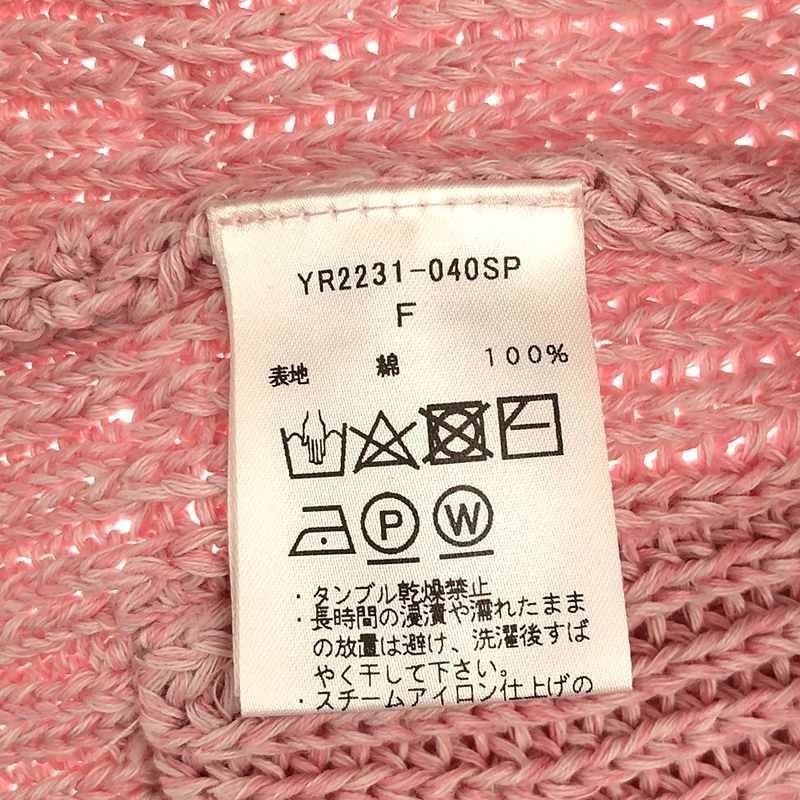 YR2231-040SP
F
表地 綿 100%
P W
・タンブル乾燥禁止
・長時間の浸漬や濡れたまま
の放置は避け、洗濯後すば
やく干して下さい。
・スチームアイロン仕上げの